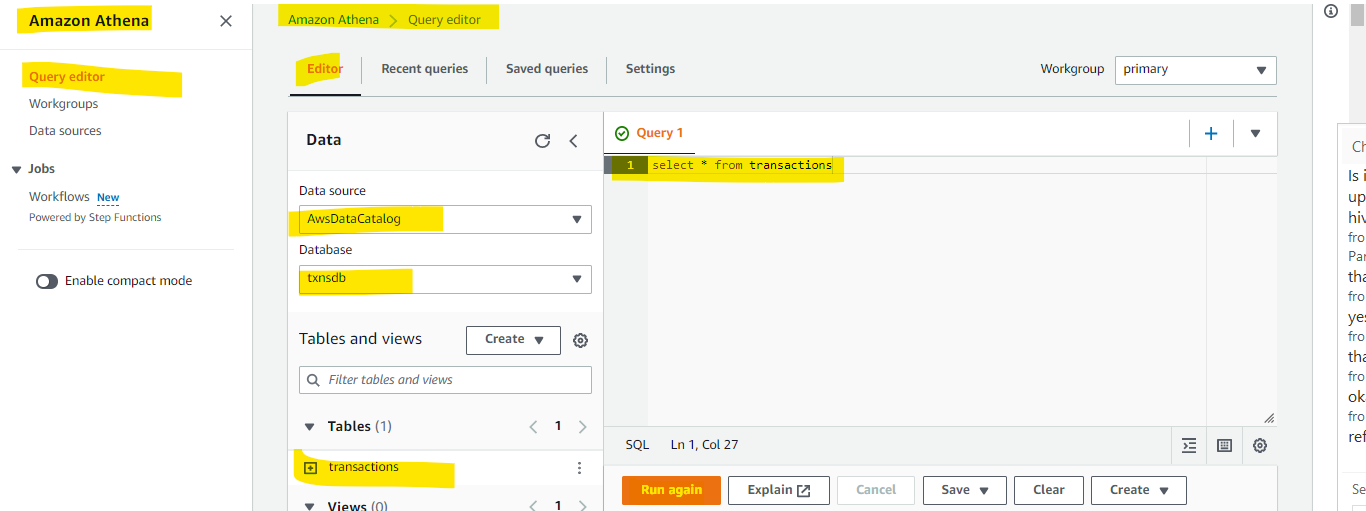 Amazon Athena
Query editor
Workgroups
Data sources
Jobs
Workflows New
Powered by Step Functions
Enable compact mode
Amazon Athena > Query editor
Editor Recent queries Saved queries Settings
Workgroup primary
Data
Data source
AwsDataCatalog
Database
txnsdb
Tables and views Create
Filter tables and views
Tables (1) < 1 >
transactions
Views (0) < 1 >
Query 1
1 select * from transactions
SQL Ln 1, Col 27
Run again Explain Cancel Save Clear Create
Ch
Is i
up
hiv
fro
Par
tha
fro
yes
fro
tha
fro
ok
fro
ref
Se